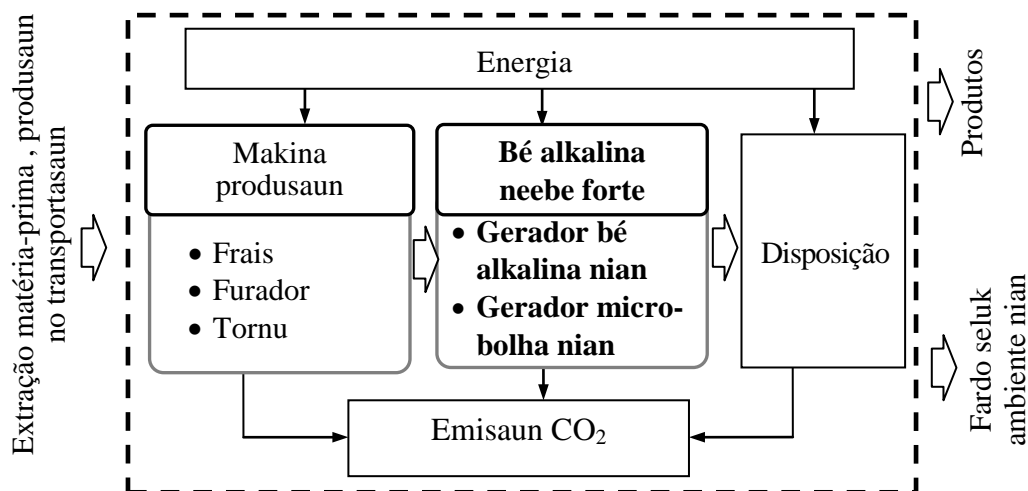 Extração matéria-prima , produsaun
no transportasaun
Energia
Makina
produsaun
• Frais
• Furador
• Tornu
Bé alkalina
neebe forte
• Gerador bé
alkalina nian
• Gerador micro-
bolha nian
Disposição
Emisaun CO₂
Produtos
Fardo seluk
ambiente nian